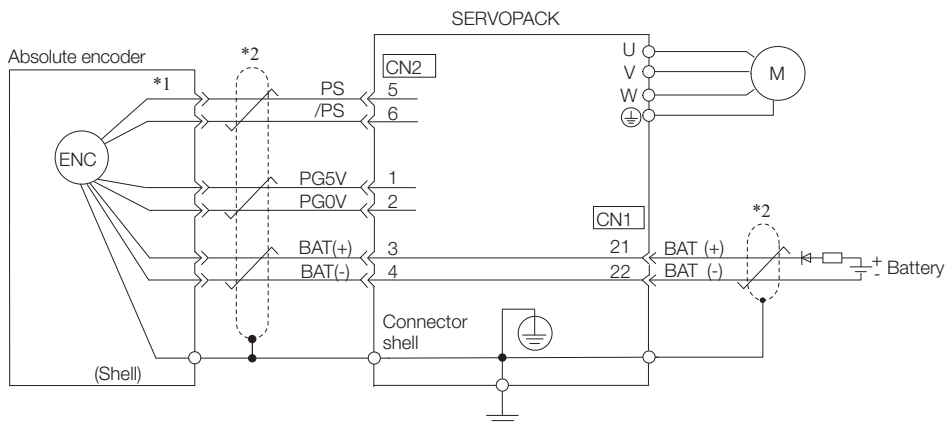 SERVOPACK
Absolute encoder
*2
U
*1
CN2
V
M
PS
5
W
/PS
6
ENC
PG5V
1
PG0V
2
CN1
*2
BAT(+)
3
21
BAT (+)
BAT(-)
4
22
BAT (-)
+
-
Battery
Connector
shell
(Shell)